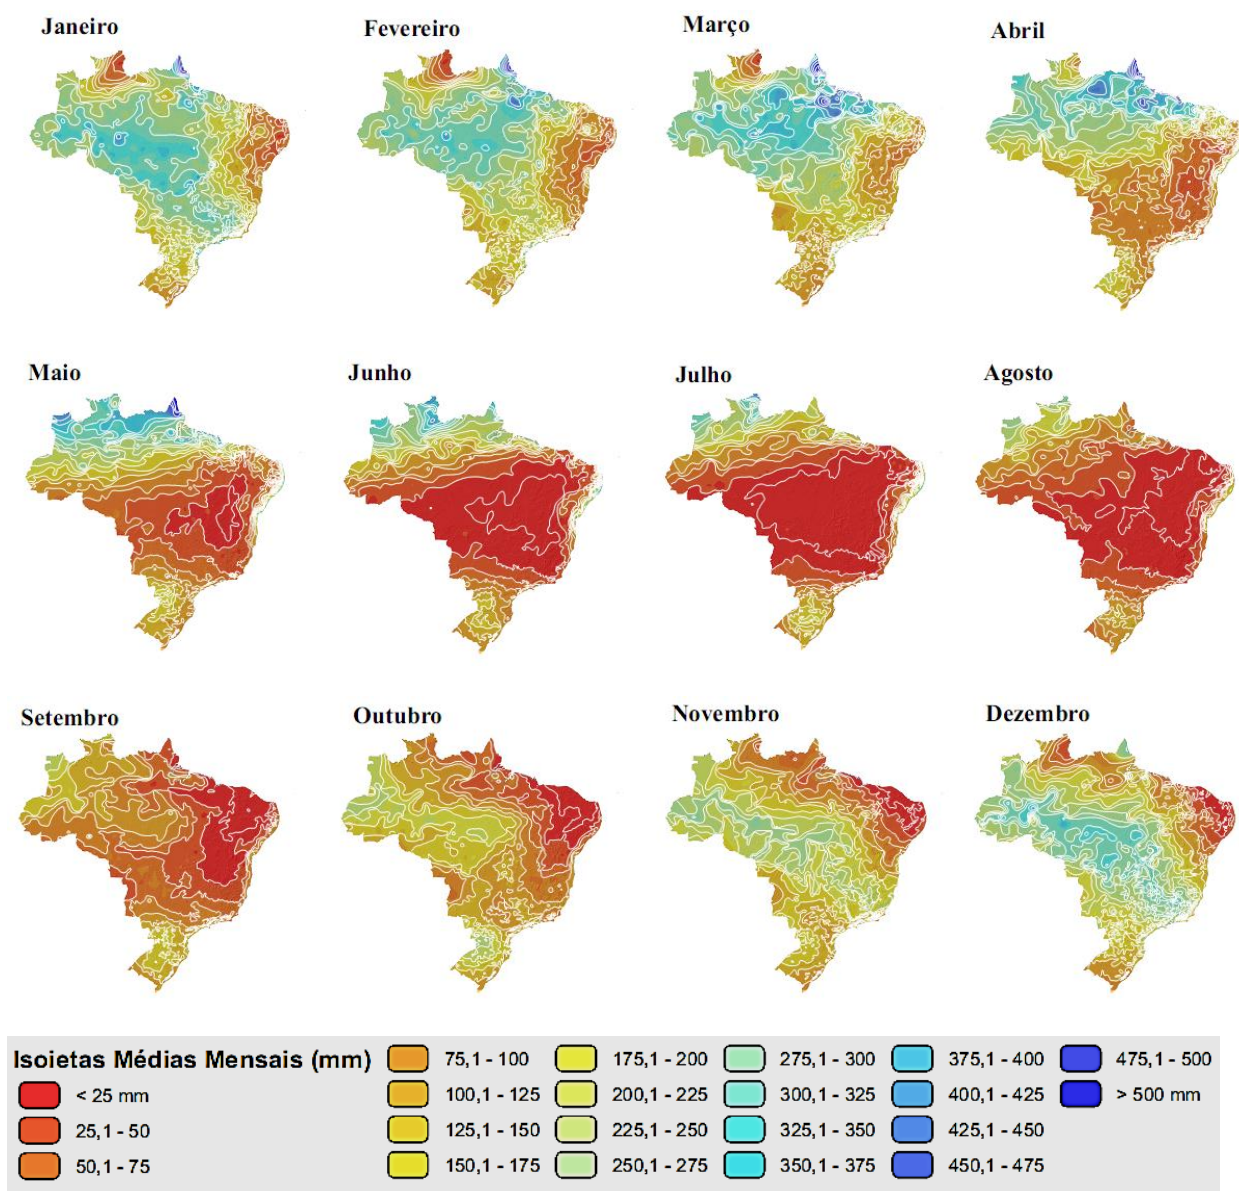 Janeiro
Fevereiro
Março
Abril
Maio
Junho
Julho
Agosto
Setembro
Outubro
Novembro
Dezembro
Isoietas Médias Mensais (mm)
< 25 mm
25,1 - 50
50,1 - 75
75,1 - 100
100,1 - 125
125,1 - 150
150,1 - 175
175,1 - 200
200,1 - 225
225,1 - 250
250,1 - 275
275,1 - 300
300,1 - 325
325,1 - 350
350,1 - 375
375,1 - 400
400,1 - 425
425,1 - 450
450,1 - 475
475,1 - 500
> 500 mm